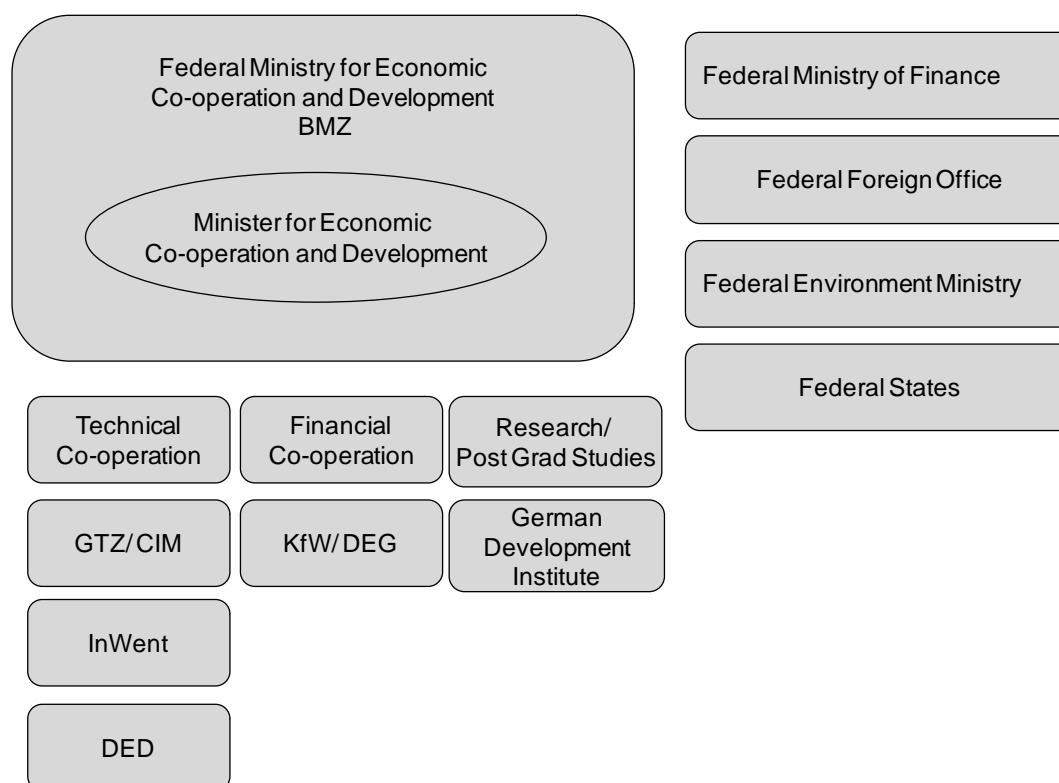 Federal Ministry for Economic
Co-operation and Development
BMZ
Minister for Economic
Co-operation and Development
Federal Ministry of Finance
Federal Foreign Office
Federal Environment Ministry
Federal States
Technical
Co-operation
Financial
Co-operation
Research/
Post Grad Studies
GTZ/ CIM
KfW/ DEG
German
Development
Institute
InWent
DED